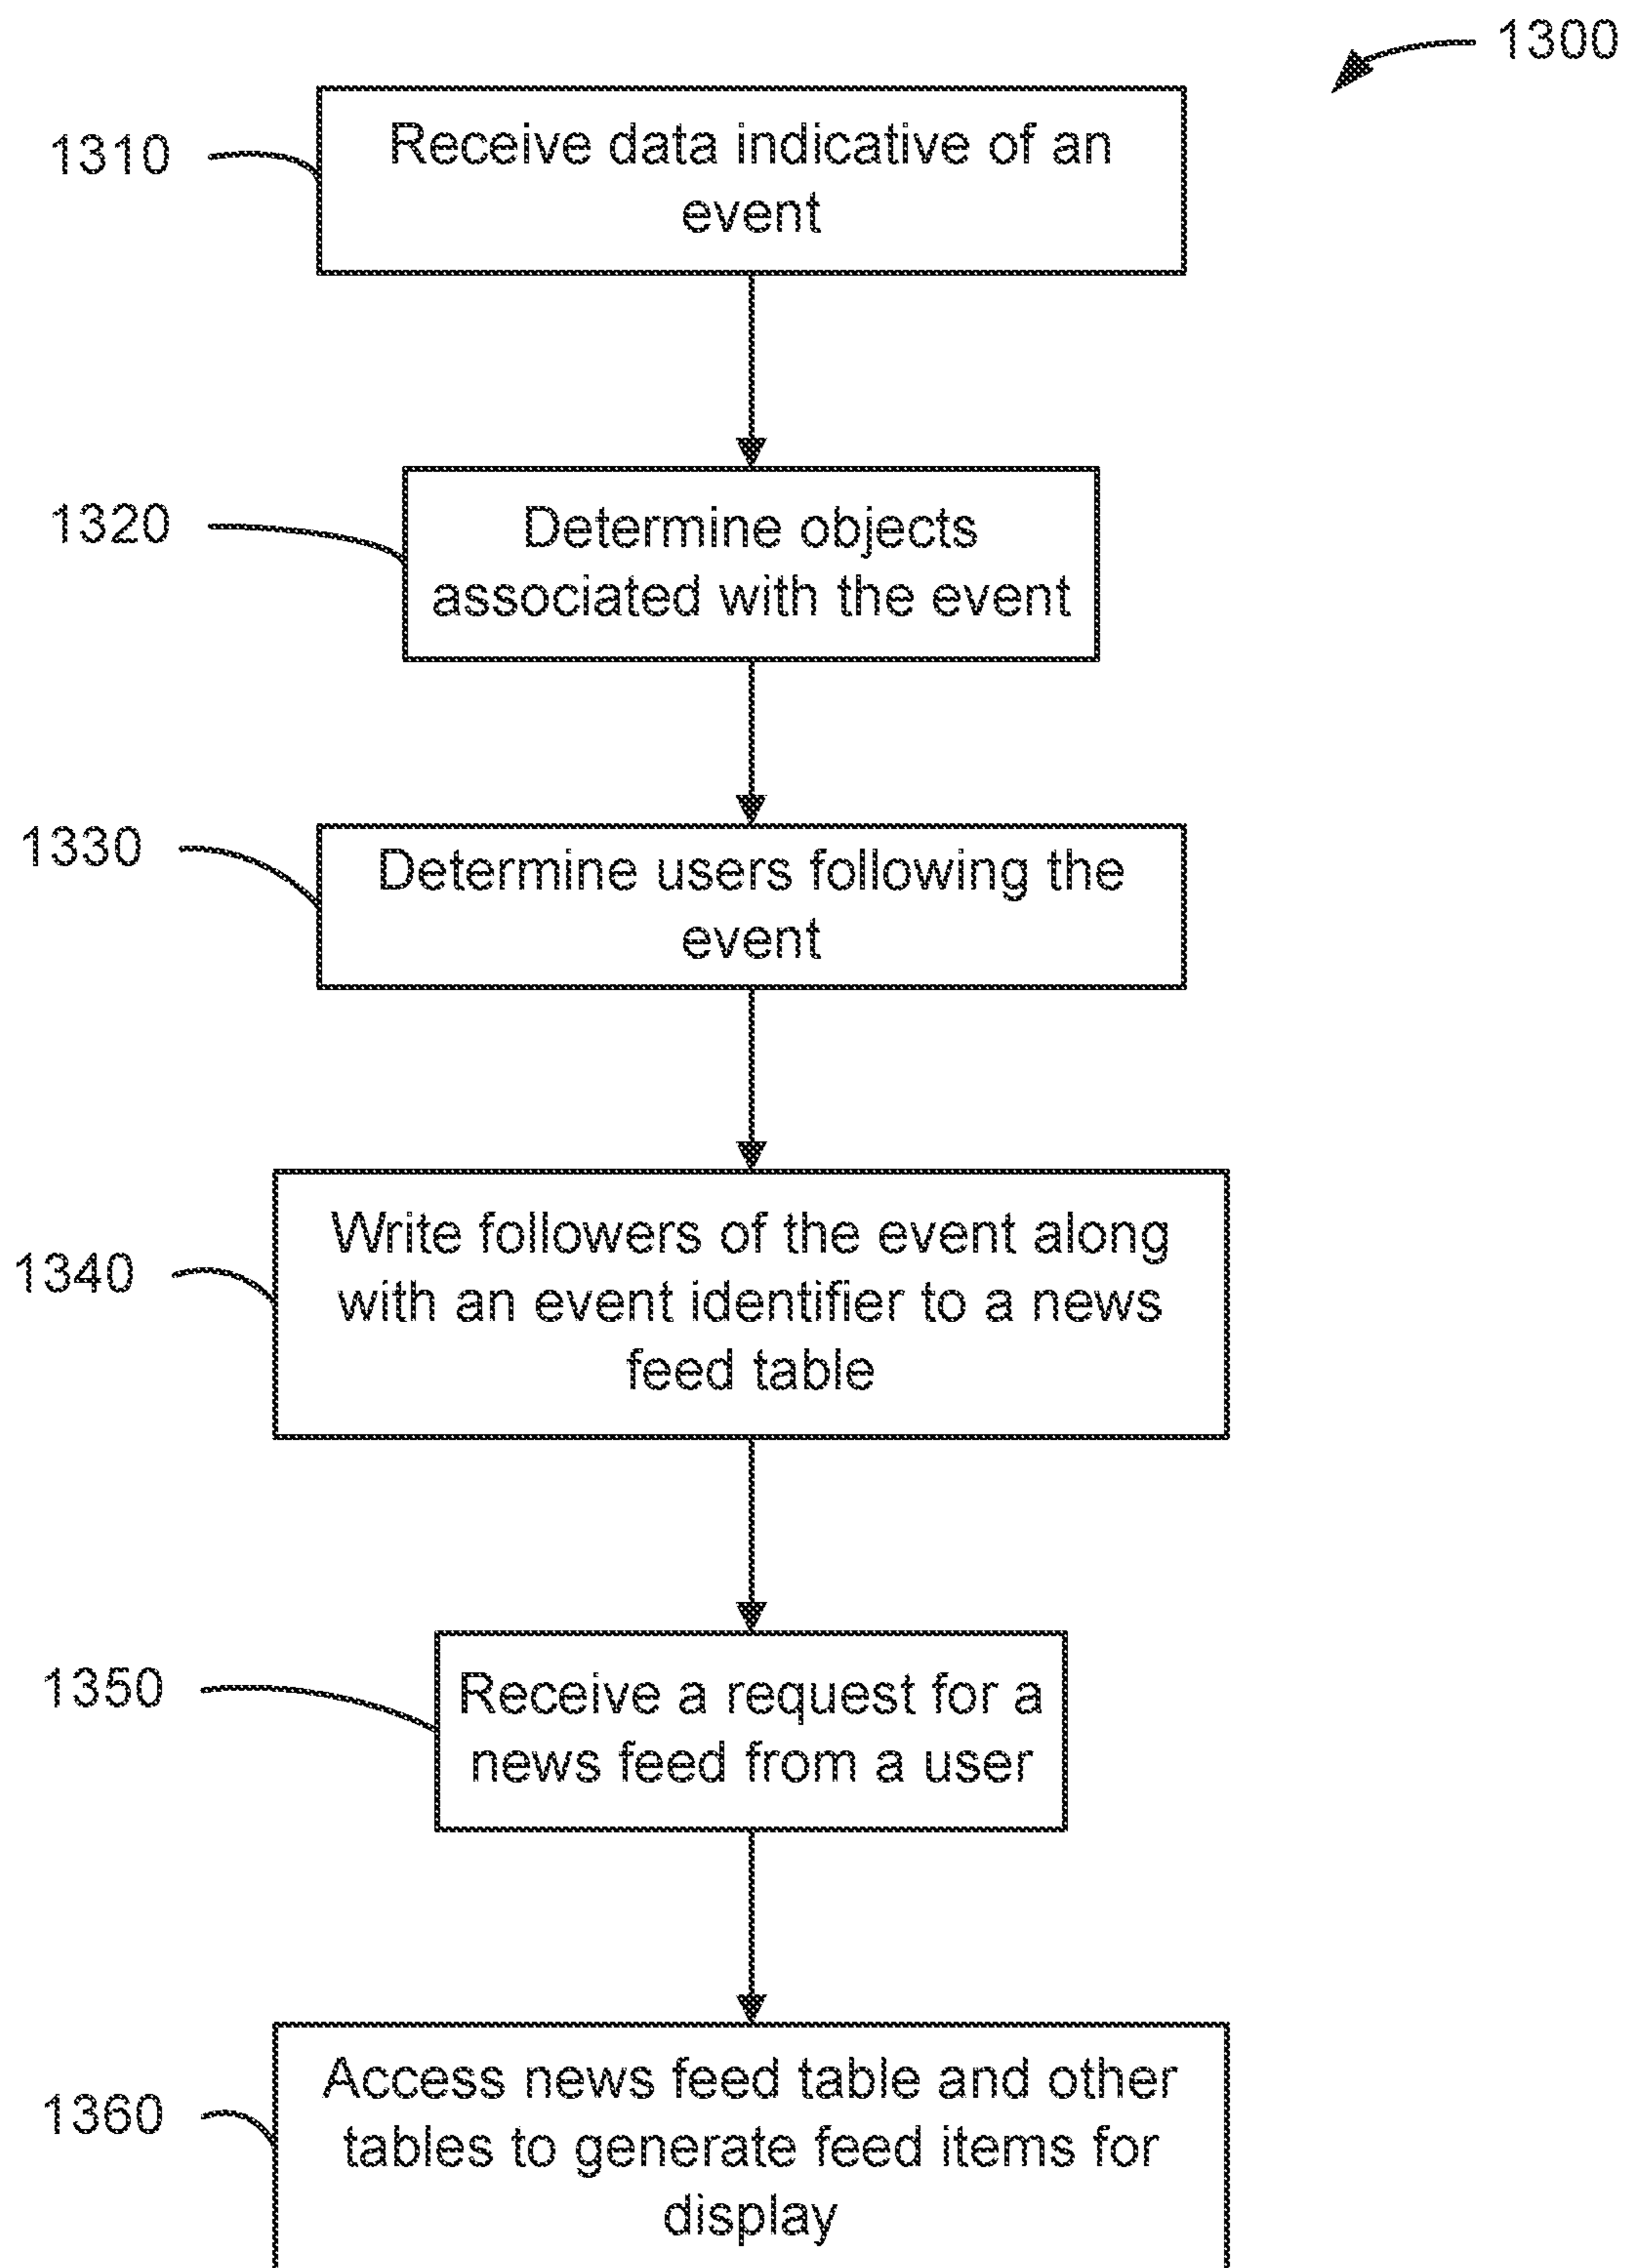 1300
1310
Receive data indicative of an
event
1320
Determine objects
associated with the event
1330
Determine users following the
event
1340
Write followers of the event along
with an event identifier to a news
feed table
1350
Receive a request for a
news feed from a user
1360
Access news feed table and other
tables to generate feed items for
display